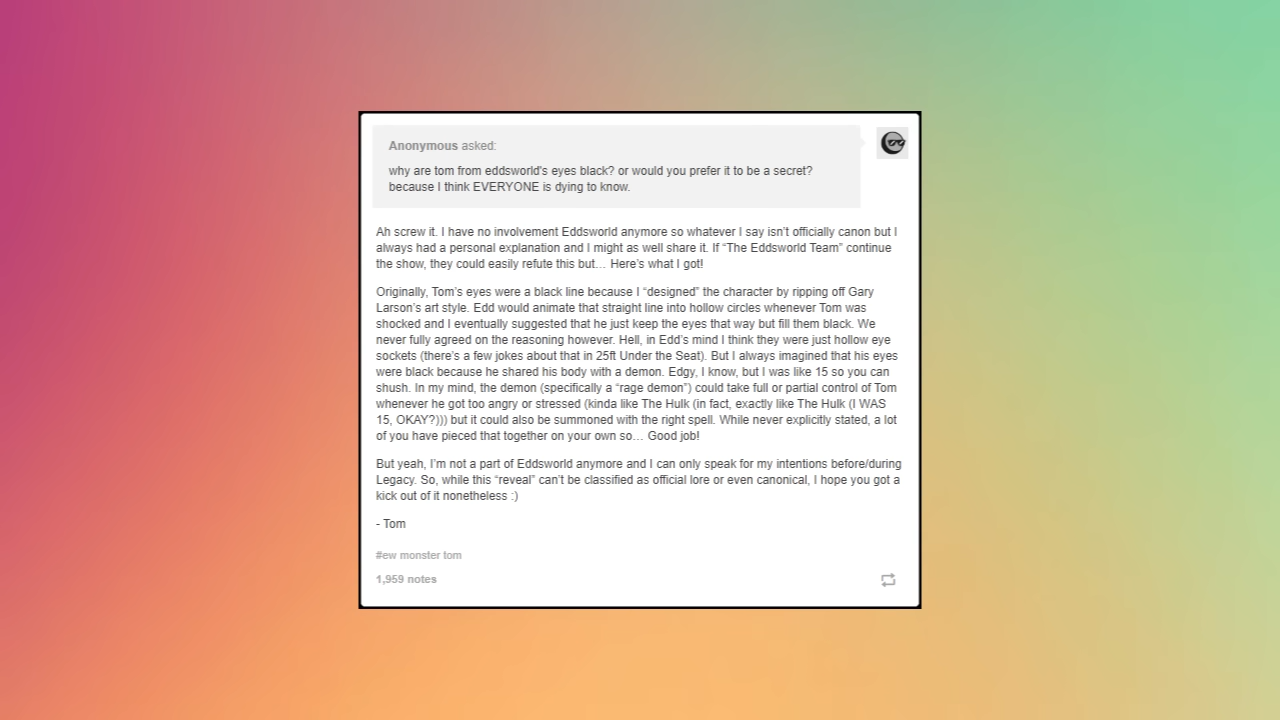 Anonymous asked:
why are tom from eddsworld's eyes black? or would you prefer it to be a secret?
because I think EVERYONE is dying to know.
Ah screw it. I have no involvement Eddsworld anymore so whatever I say isn't officially canon but I
always had a personal explanation and I might as well share it. If “The Eddsworld Team” continue
the show, they could easily refute this but… Here's what I got!
Originally, Tom's eyes were a black line because I “designed” the character by ripping off Gary
Larson's art style. Edd would animate that straight line into hollow circles whenever Tom was
shocked and I eventually suggested that he just keep the eyes that way but fill them black. We
never fully agreed on the reasoning however. Hell, in Edd's mind I think they were just hollow eye
sockets (there's a few jokes about that in 25ft Under the Seat). But I always imagined that his eyes
were black because he shared his body with a demon. Edgy, I know, but I was like 15 so you can
shush. In my mind, the demon (specifically a “rage demon”) could take full or partial control of Tom
whenever he got too angry or stressed (kinda like The Hulk (in fact, exactly like The Hulk (I WAS
15, OKAY?))) but it could also be summoned with the right spell. While never explicitly stated, a lot
of you have pieced that together on your own so… Good job!
But yeah, I'm not a part of Eddsworld anymore and I can only speak for my intentions before/during
Legacy. So, while this “reveal” can't be classified as official lore or even canonical, I hope you got a
kick out of it nonetheless :)
- Tom
#ew monster tom
1,959 notes